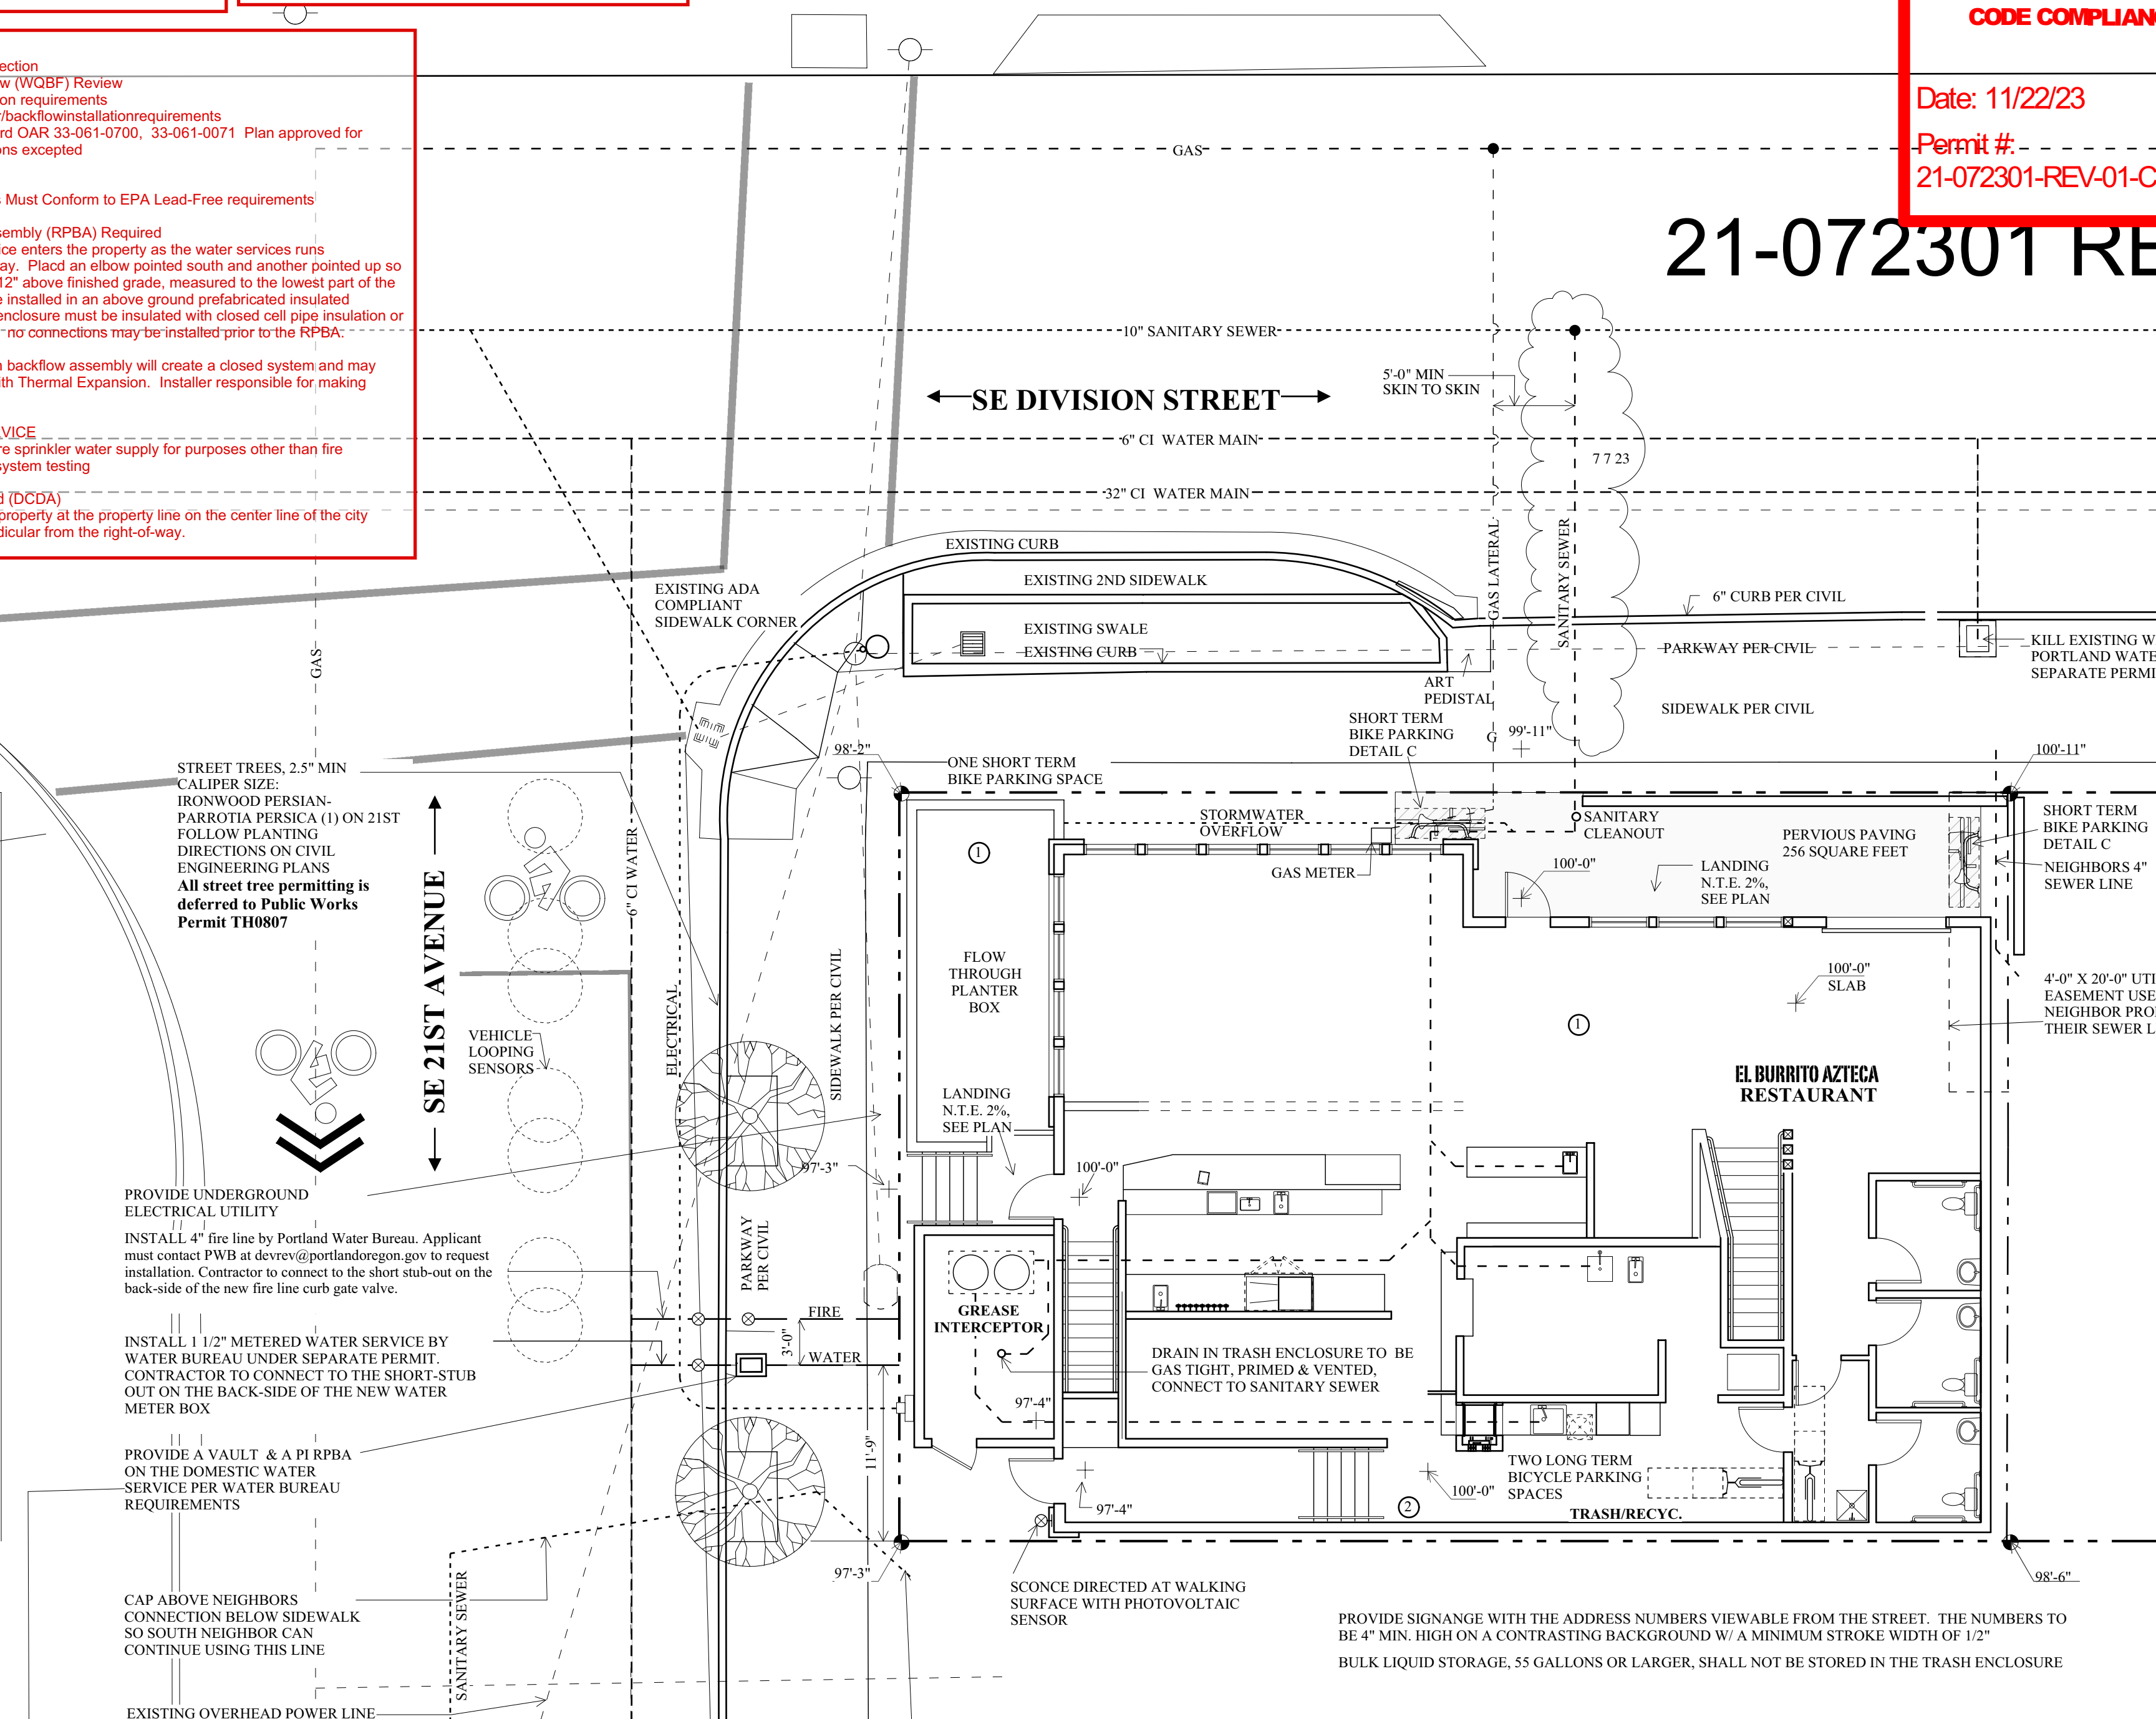 ection
w (WQBF) Review
on requirements
r/backflowinstallationrequirements
rd OAR 33-061-0700, 33-061-0071 Plan approved for
ons excepted
s Must Conform to EPA Lead-Free requirements
sembly (RPBA) Required
ice enters the property as the water services runs
ay. Placd an elbow pointed south and another pointed up so
12" above finished grade, measured to the lowest part of the
e installed in an above ground prefabricated insulated
enclosure must be insulated with closed cell pipe insulation or
no connections may be installed prior to the RPBA.
n backflow assembly will create a closed system and may
ith Thermal Expansion. Installer responsible for making
VICE
re sprinkler water supply for purposes other than fire
system testing
d (DCDA)
property at the property line on the center line of the city
dicular from the right-of-way.
CODE COMPLIAN
Date: 11/22/23
Permit #:
21-072301-REV-01-C
21-072301 RE
GAS
10" SANITARY SEWER
5'-0" MIN
SKIN TO SKIN
SE DIVISION STREET
6" CI WATER MAIN
7 7 23
32" CI WATER MAIN
GAS LATERAL
SANITARY SEWER
EXISTING CURB
EXISTING 2ND SIDEWALK
EXISTING ADA
COMPLIANT
SIDEWALK CORNER
EXISTING SWALE
EXISTING CURB
6" CURB PER CIVIL
PARKWAY PER CIVIL
KILL EXISTING W
PORTLAND WATE
SEPARATE PERMI
GAS
ART
PEDISTAL
SIDEWALK PER CIVIL
SHORT TERM
BIKE PARKING
DETAIL C
G
99'-11"
98'-2"
100'-11"
ONE SHORT TERM
BIKE PARKING SPACE
STREET TREES, 2.5" MIN
CALIPER SIZE:
IRONWOOD PERSIAN-
PARROTIA PERSICA (1) ON 21ST
FOLLOW PLANTING
DIRECTIONS ON CIVIL
ENGINEERING PLANS
All street tree permitting is
deferred to Public Works
Permit TH0807
SE 21ST AVENUE
6" CI WATER
STORMWATER
OVERFLOW
SANITARY
CLEANOUT
PERVIOUS PAVING
256 SQUARE FEET
SHORT TERM
BIKE PARKING
DETAIL C
1
GAS METER
100'-0"
LANDING
N.T.E. 2%,
SEE PLAN
NEIGHBORS 4"
SEWER LINE
FLOW
THROUGH
PLANTER
BOX
SIDEWALK PER CIVIL
ELECTRICAL
100'-0"
SLAB
4'-0" X 20'-0" UTI
EASEMENT USE
NEIGHBOR PRO
THEIR SEWER L
1
VEHICLE
LOOPING
SENSORS
EL BURRITO AZTECA
RESTAURANT
LANDING
N.T.E. 2%,
SEE PLAN
97'-3"
100'-0"
PROVIDE UNDERGROUND
ELECTRICAL UTILITY
INSTALL 4" fire line by Portland Water Bureau. Applicant
must contact PWB at devrev@portlandoregon.gov to request
installation. Contractor to connect to the short stub-out on the
back-side of the new fire line curb gate valve.
PARKWAY
PER CIVIL
FIRE
3'-0"
WATER
GREASE
INTERCEPTOR
INSTALL 1 1/2" METERED WATER SERVICE BY
WATER BUREAU UNDER SEPARATE PERMIT.
CONTRACTOR TO CONNECT TO THE SHORT-STUB
OUT ON THE BACK-SIDE OF THE NEW WATER
METER BOX
DRAIN IN TRASH ENCLOSURE TO BE
GAS TIGHT, PRIMED & VENTED,
CONNECT TO SANITARY SEWER
97'-4"
11'-9"
PROVIDE A VAULT & A PI RPBA
ON THE DOMESTIC WATER
SERVICE PER WATER BUREAU
REQUIREMENTS
TWO LONG TERM
BICYCLE PARKING
SPACES
100'-0"
97'-4"
2
TRASH/RECYC.
97'-3"
98'-6"
SANITARY SEWER
CAP ABOVE NEIGHBORS
CONNECTION BELOW SIDEWALK
SO SOUTH NEIGHBOR CAN
CONTINUE USING THIS LINE
SCONCE DIRECTED AT WALKING
SURFACE WITH PHOTOVOLTAIC
SENSOR
PROVIDE SIGNANGE WITH THE ADDRESS NUMBERS VIEWABLE FROM THE STREET. THE NUMBERS TO
BE 4" MIN. HIGH ON A CONTRASTING BACKGROUND W/ A MINIMUM STROKE WIDTH OF 1/2"
BULK LIQUID STORAGE, 55 GALLONS OR LARGER, SHALL NOT BE STORED IN THE TRASH ENCLOSURE
EXISTING OVERHEAD POWER LINE